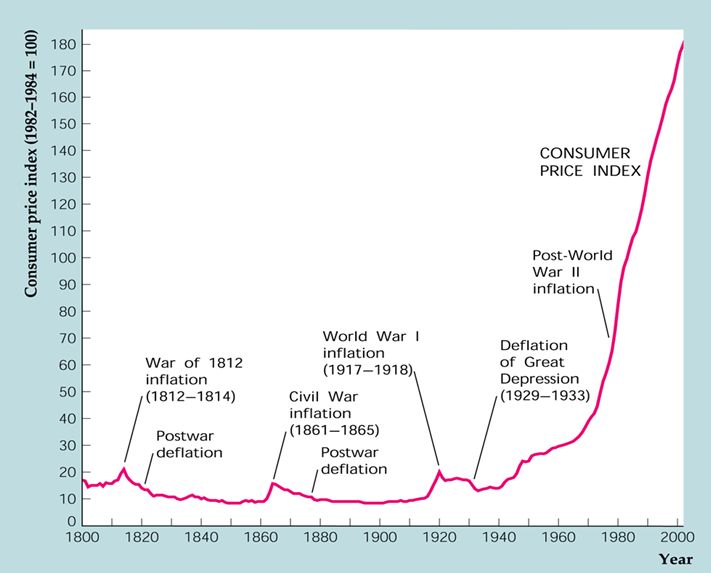 Consumer price index (1982–1984 = 100)
180
170
160
150
140
130
120
110
100
90
80
70
60
50
40
30
20
10
0
CONSUMER
PRICE INDEX
Post-World
War II
inflation
World War I
inflation
(1917–1918)
Deflation
of Great
Depression
(1929–1933)
War of 1812
inflation
(1812–1814)
Civil War
inflation
(1861–1865)
Postwar
deflation
Postwar
deflation
1800 1820 1840 1860 1880 1900 1920 1940 1960 1980 2000
Year